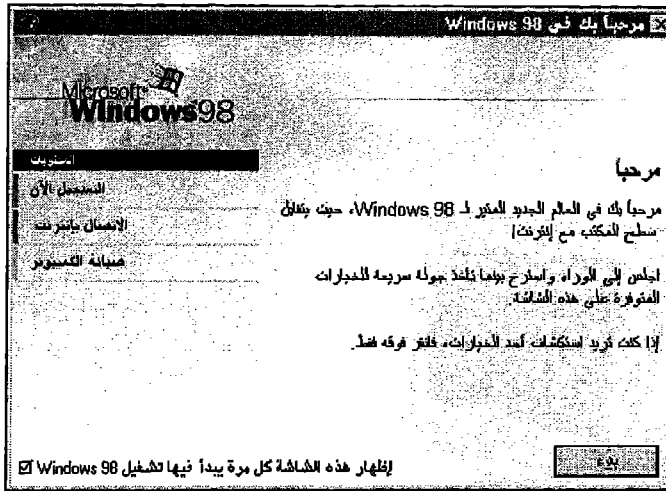 مرحباً بك في Windows 98
Microsoft
Windows98
المحتويات
التسجيل الآن
الاتصال بإنترنت
صيانة الكمبيوتر
مرحباً
مرحباً بك في العالم الجديد المثير لـ Windows 98، حيث يتقابل
سطح المكتب مع إنترنت!
اجلس إلى الوراء واسترح بينما تأخذ جولة سريعة للخيارات
المتوفرة على هذه الشاشة.
إذا كنت تريد استكشاف أحد الخيارات، فانقر فوقه فقط.
إظهار هذه الشاشة كل مرة يبدأ فيها تشغيل Windows 98
بدء